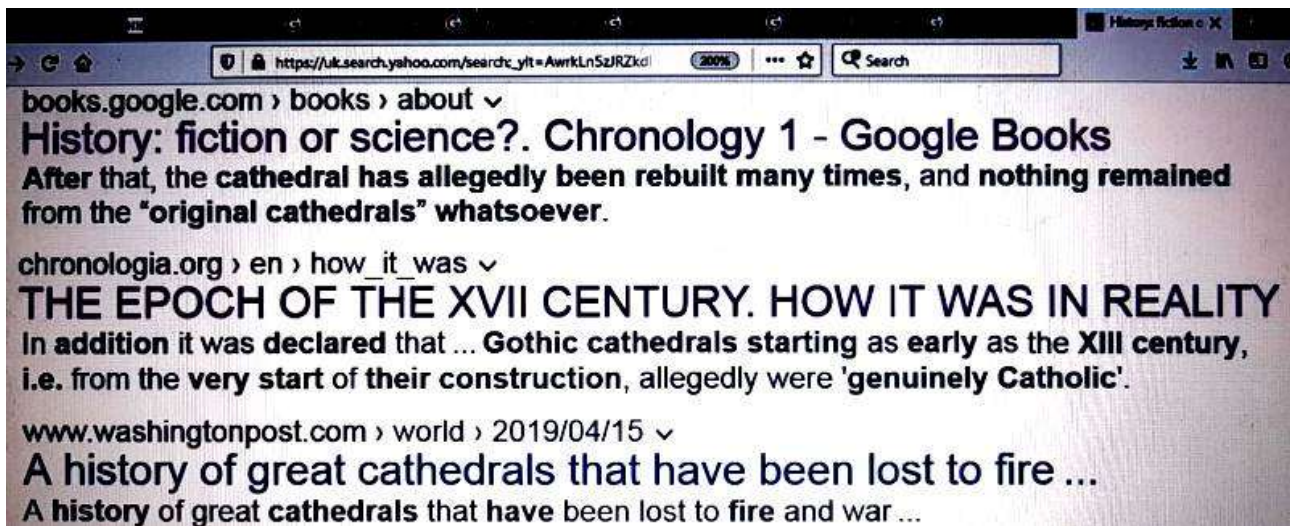 History: fiction o
https://uk.search.yahoo.com/search;_ylt=AwrkLnSzJRZkd 200% Search
books.google.com › books › about
History: fiction or science?. Chronology 1 - Google Books
After that, the cathedral has allegedly been rebuilt many times, and nothing remained
from the “original cathedrals” whatsoever.
chronologia.org › en › how_it_was
THE EPOCH OF THE XVII CENTURY. HOW IT WAS IN REALITY
In addition it was declared that ... Gothic cathedrals starting as early as the XIII century,
i.e. from the very start of their construction, allegedly were 'genuinely Catholic'.
www.washingtonpost.com › world › 2019/04/15
A history of great cathedrals that have been lost to fire ...
A history of great cathedrals that have been lost to fire and war ...